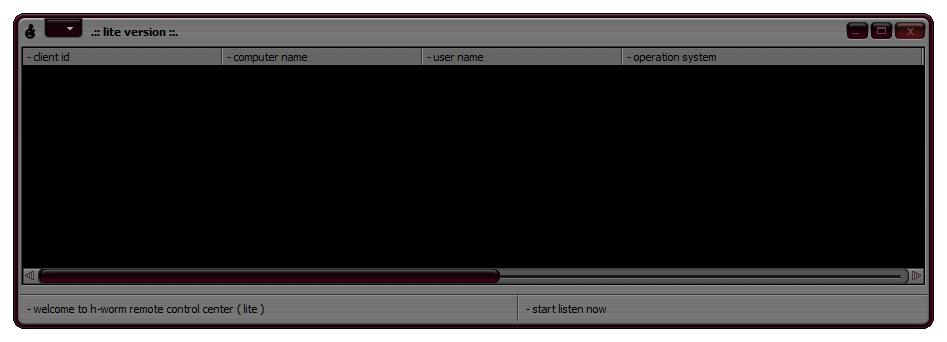 .:: lite version ::.
- client id
- computer name
- user name
- operation system
- welcome to h-worm remote control center ( lite )
- start listen now